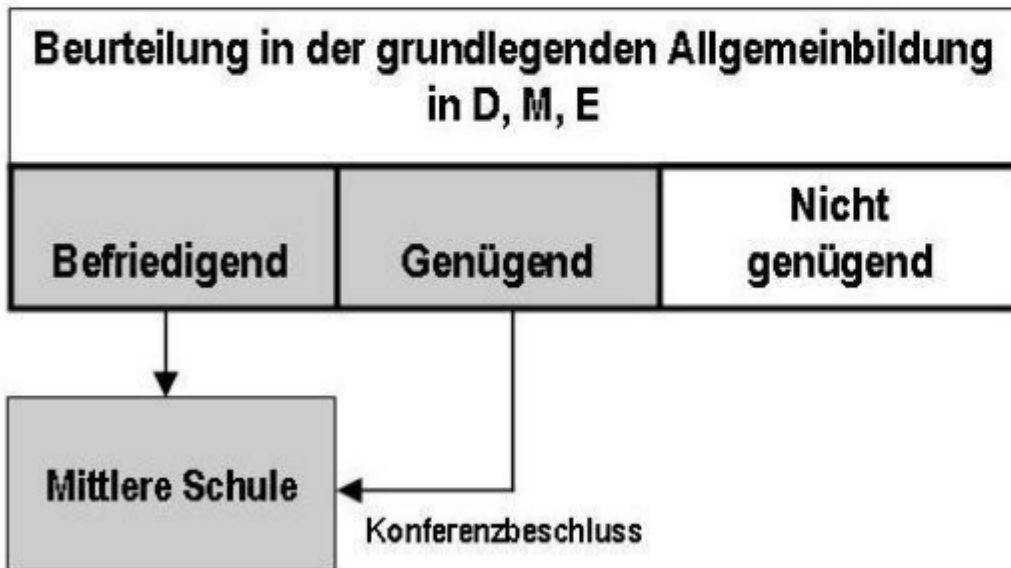 Beurteilung in der grundlegenden Allgemeinbildung
in D, M, E
Befriedigend
Genügend
Nicht
genügend
Mittlere Schule
Konferenzbeschluss